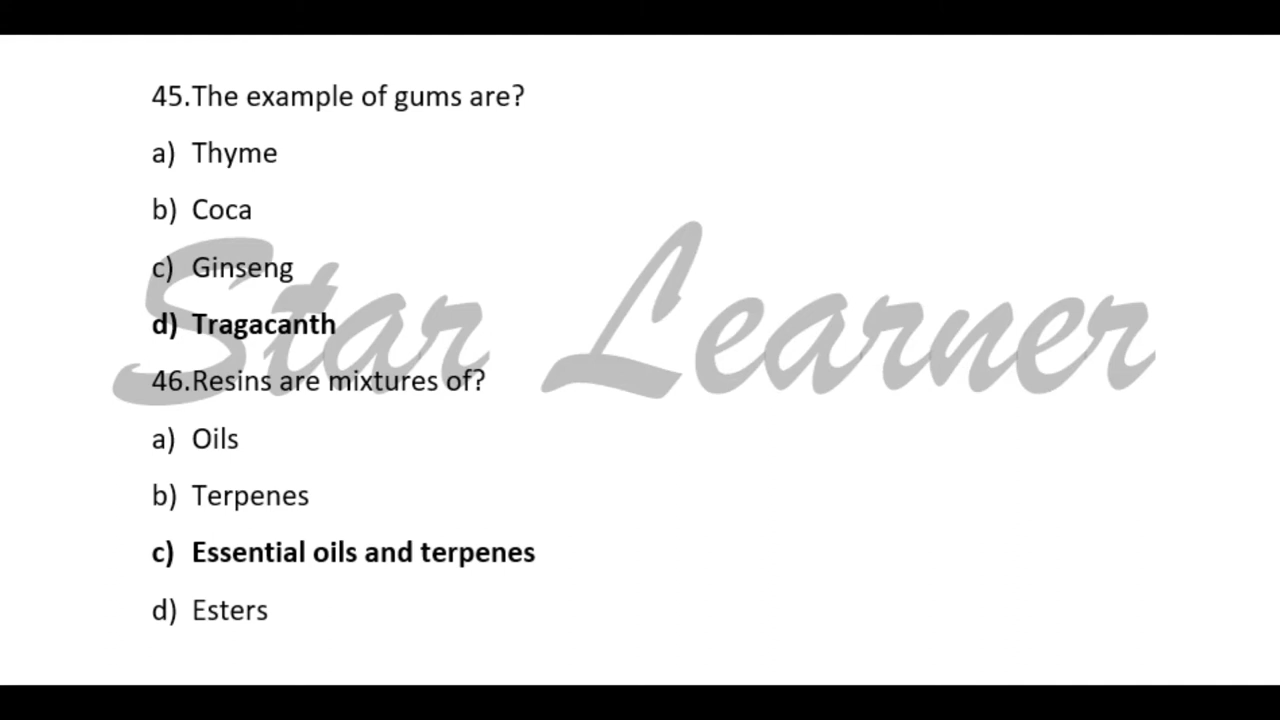 45.The example of gums are?
a) Thyme
b) Coca
c) Ginseng
d) Tragacanth
46.Resins are mixtures of?
a) Oils
b) Terpenes
c) Essential oils and terpenes
d) Esters
Star Learner